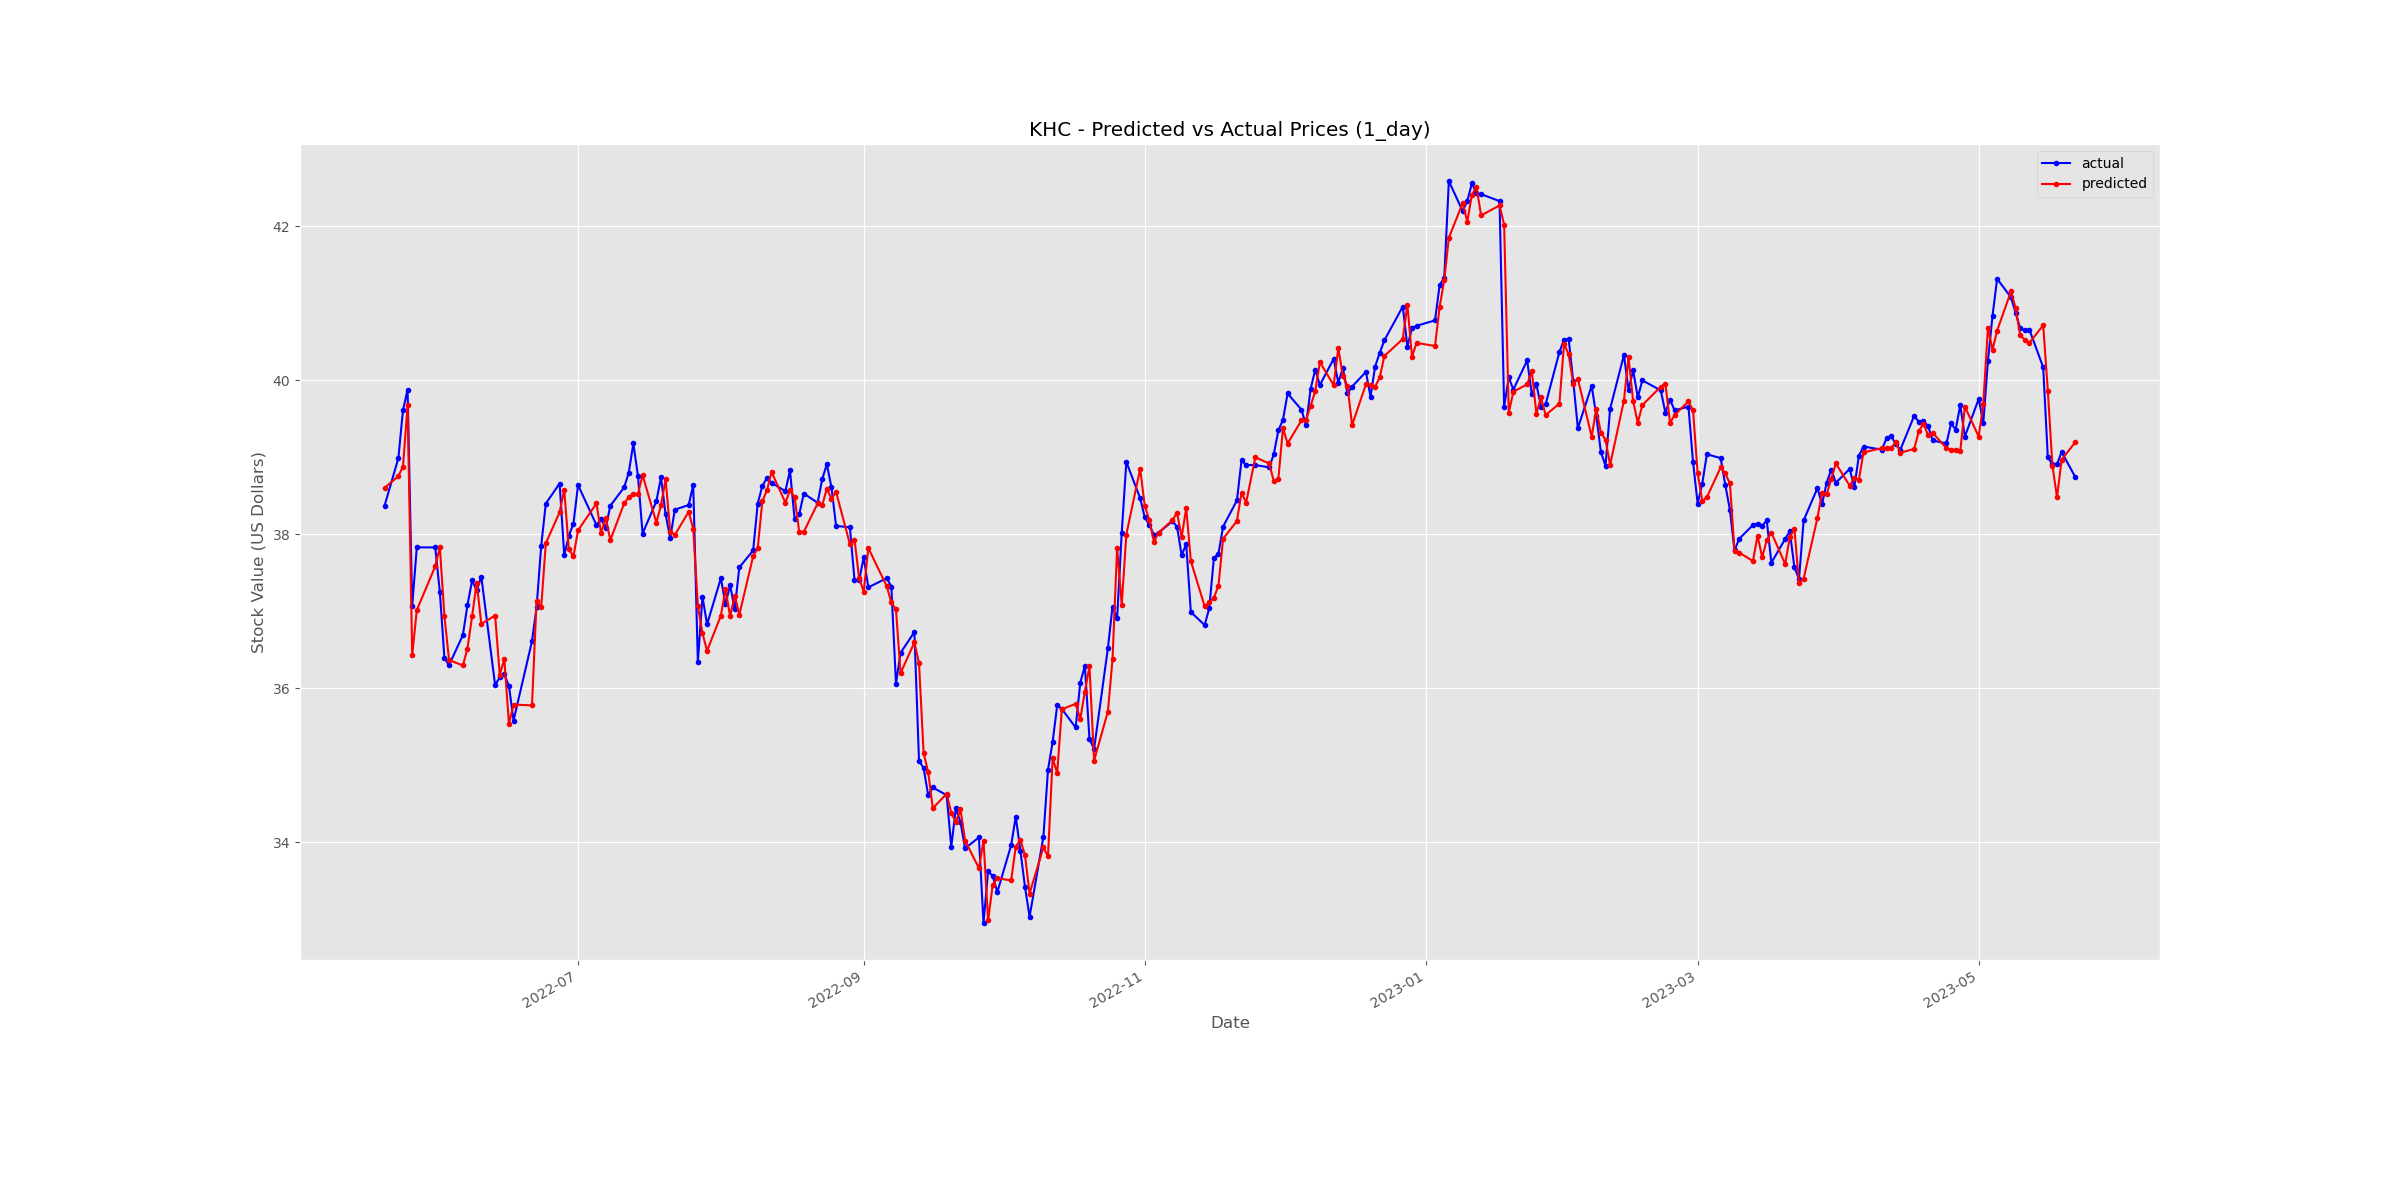 KHC - Predicted vs Actual Prices (1_day)
actual
predicted
Stock Value (US Dollars)
42
40
38
36
34
2022-07
2022-09
2022-11
2023-01
2023-03
2023-05
Date